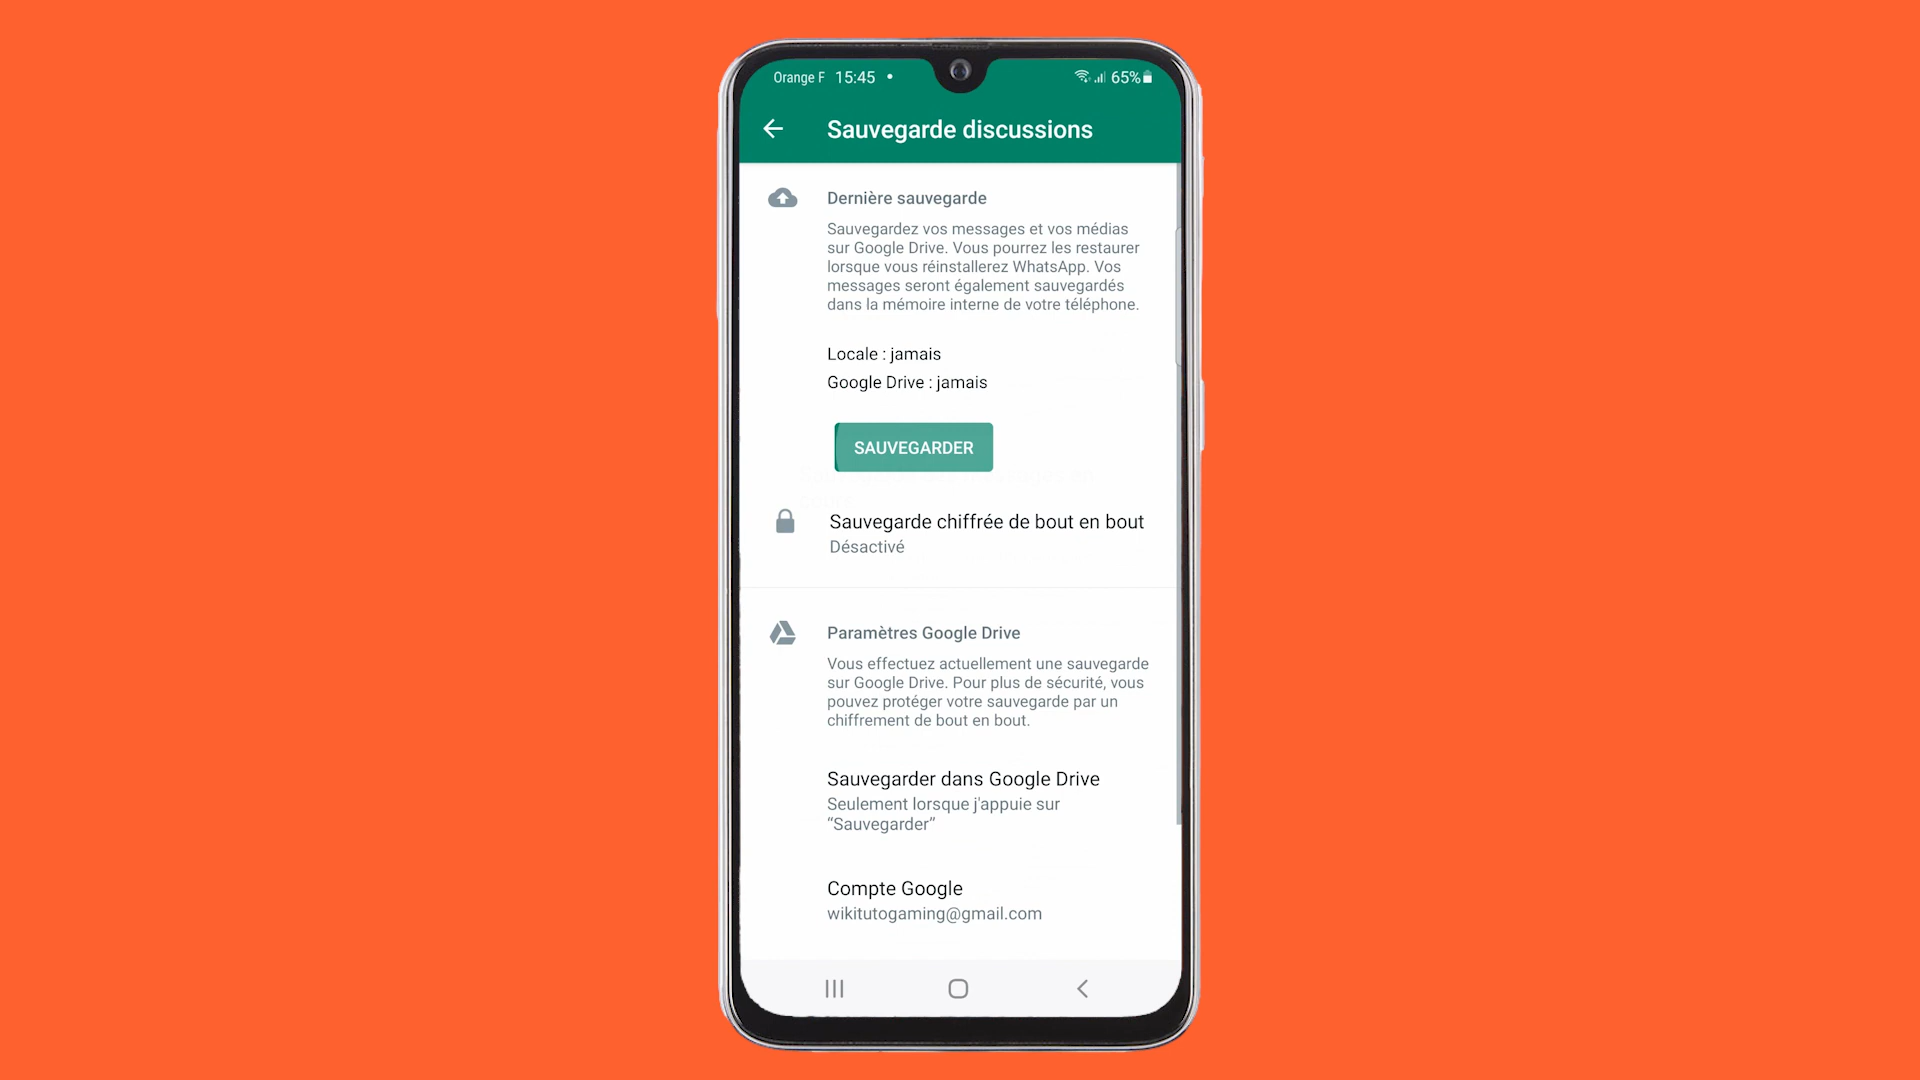 Orange F 15:45 • 65%
Sauvegarde discussions
Dernière sauvegarde
Sauvegardez vos messages et vos médias
sur Google Drive. Vous pourrez les restaurer
lorsque vous réinstallerez WhatsApp. Vos
messages seront également sauvegardés
dans la mémoire interne de votre téléphone.
Locale : jamais
Google Drive : jamais
SAUVEGARDER
Sauvegarde chiffrée de bout en bout
Désactivé
Paramètres Google Drive
Vous effectuez actuellement une sauvegarde
sur Google Drive. Pour plus de sécurité, vous
pouvez protéger votre sauvegarde par un
chiffrement de bout en bout.
Sauvegarder dans Google Drive
Seulement lorsque j'appuie sur
“Sauvegarder”
Compte Google
wikitutogaming@gmail.com